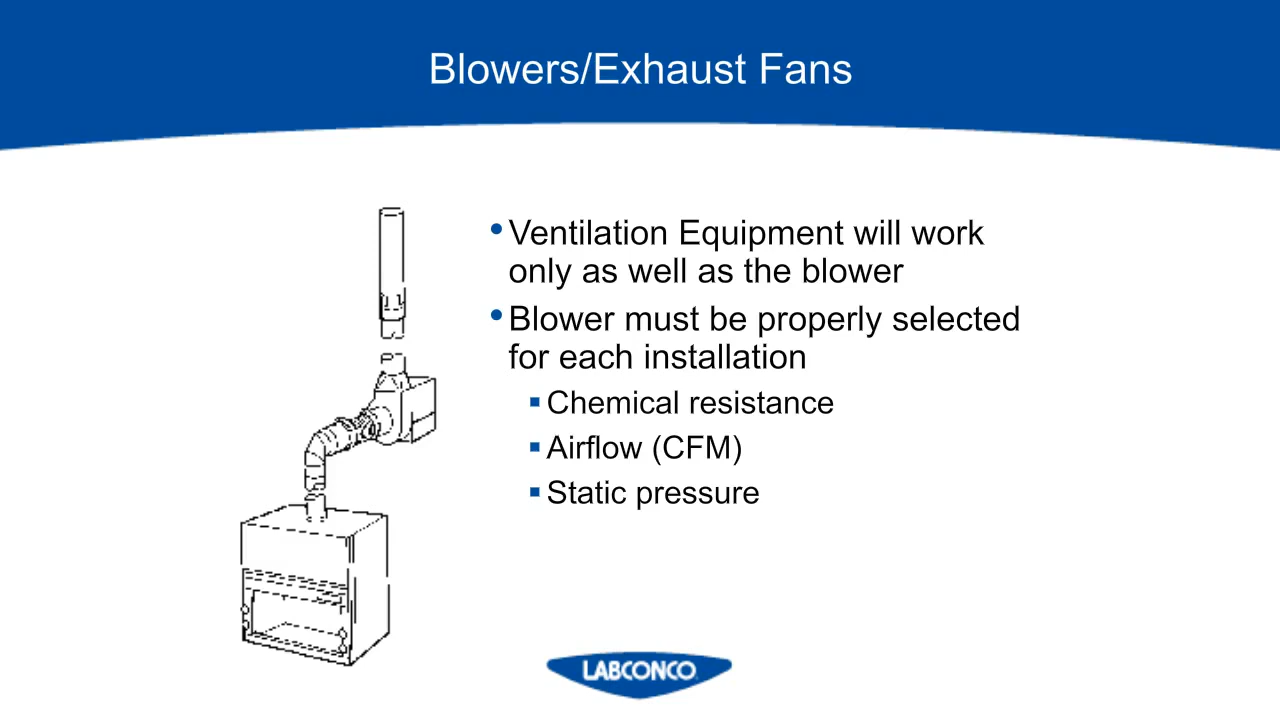 Blowers/Exhaust Fans
•Ventilation Equipment will work
only as well as the blower
•Blower must be properly selected
for each installation
▪Chemical resistance
▪Airflow (CFM)
▪Static pressure
LABCONCO